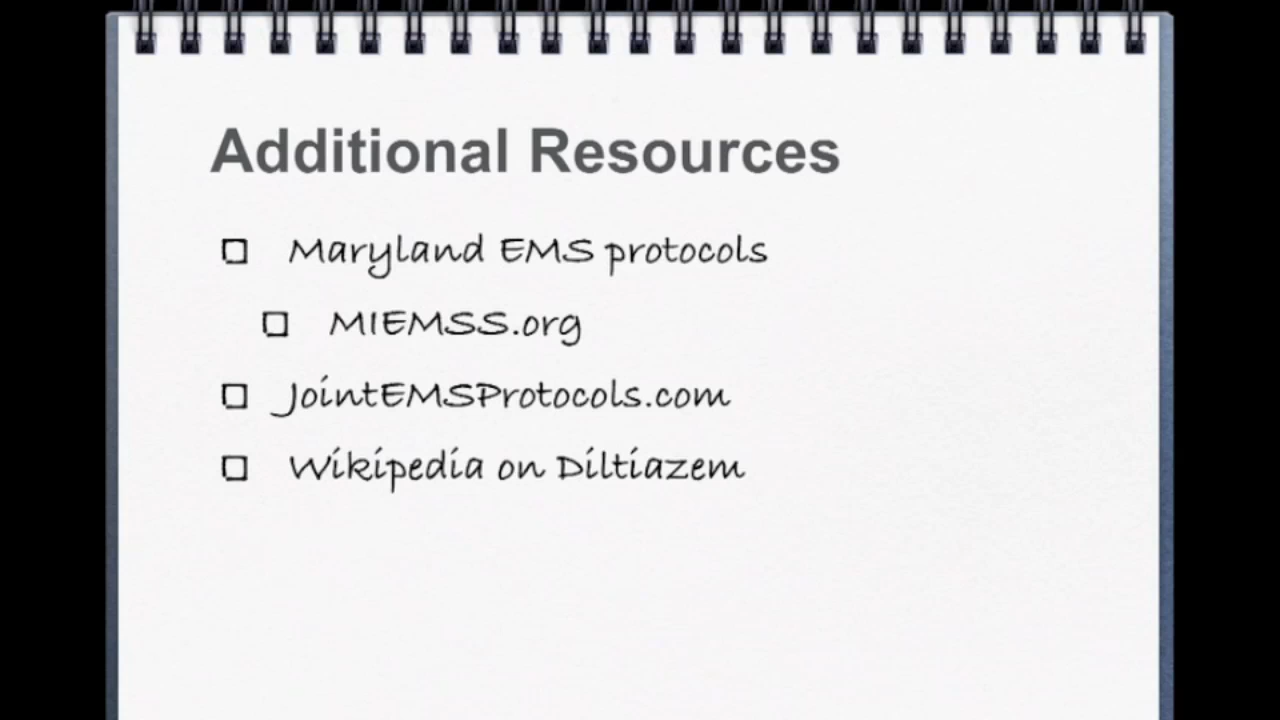 Additional Resources
Maryland EMS protocols
MIEMSS.org
JointEMSProtocols.com
Wikipedia on Diltiazem